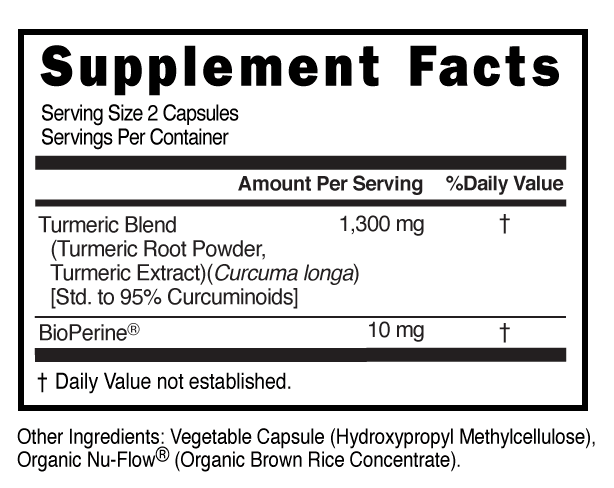 Supplement Facts
Serving Size 2 Capsules
Servings Per Container
Amount Per Serving %Daily Value
Turmeric Blend 1,300 mg †
(Turmeric Root Powder,
Turmeric Extract)(Curcuma longa)
[Std. to 95% Curcuminoids]
BioPerine® 10 mg †
† Daily Value not established.
Other Ingredients: Vegetable Capsule (Hydroxypropyl Methylcellulose),
Organic Nu-Flow® (Organic Brown Rice Concentrate).